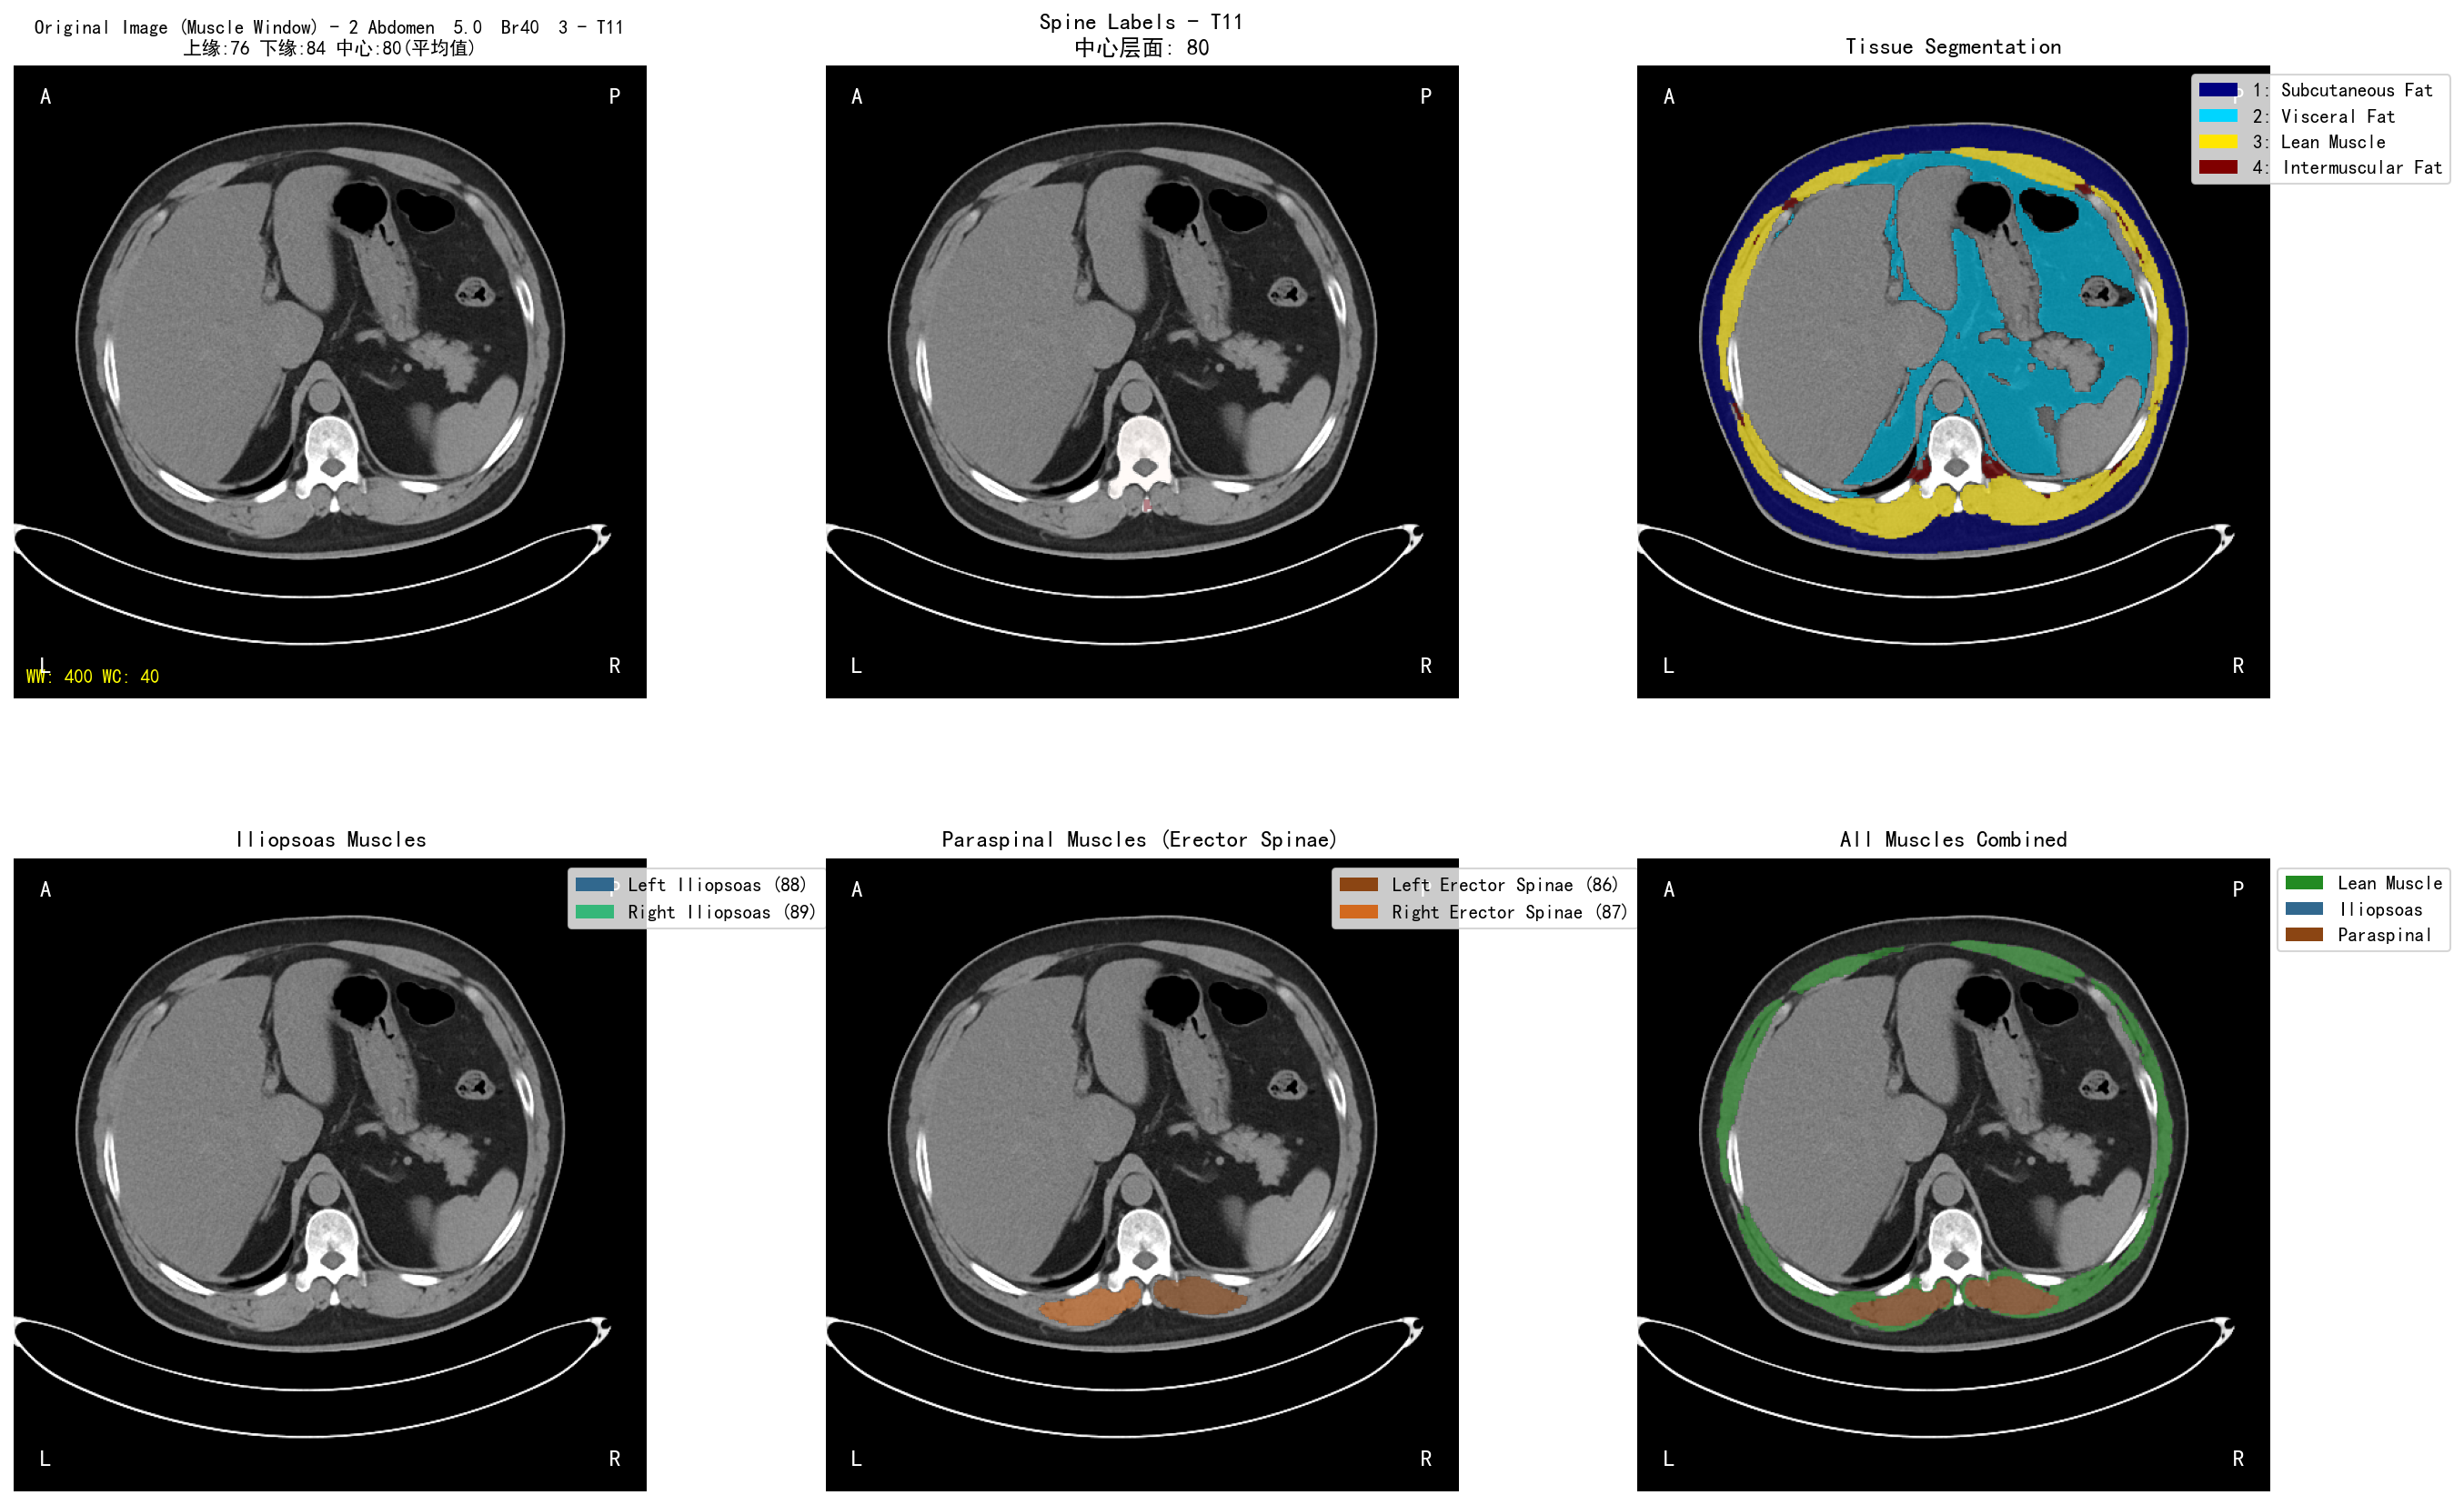 Original Image (Muscle Window) - 2 Abdomen  5.0  Br40  3 - T11
上缘:76 下缘:84 中心:80(平均值)
A
P
L
R
WW: 400 WC: 40
Spine Labels - T11
中心层面: 80
A
P
L
R
Tissue Segmentation
A
P
1: Subcutaneous Fat
2: Visceral Fat
3: Lean Muscle
4: Intermuscular Fat
L
R
Iliopsoas Muscles
A
P
Left Iliopsoas (88)
Right Iliopsoas (89)
L
R
Paraspinal Muscles (Erector Spinae)
A
P
Left Erector Spinae (86)
Right Erector Spinae (87)
L
R
All Muscles Combined
A
P
Lean Muscle
Iliopsoas
Paraspinal
L
R